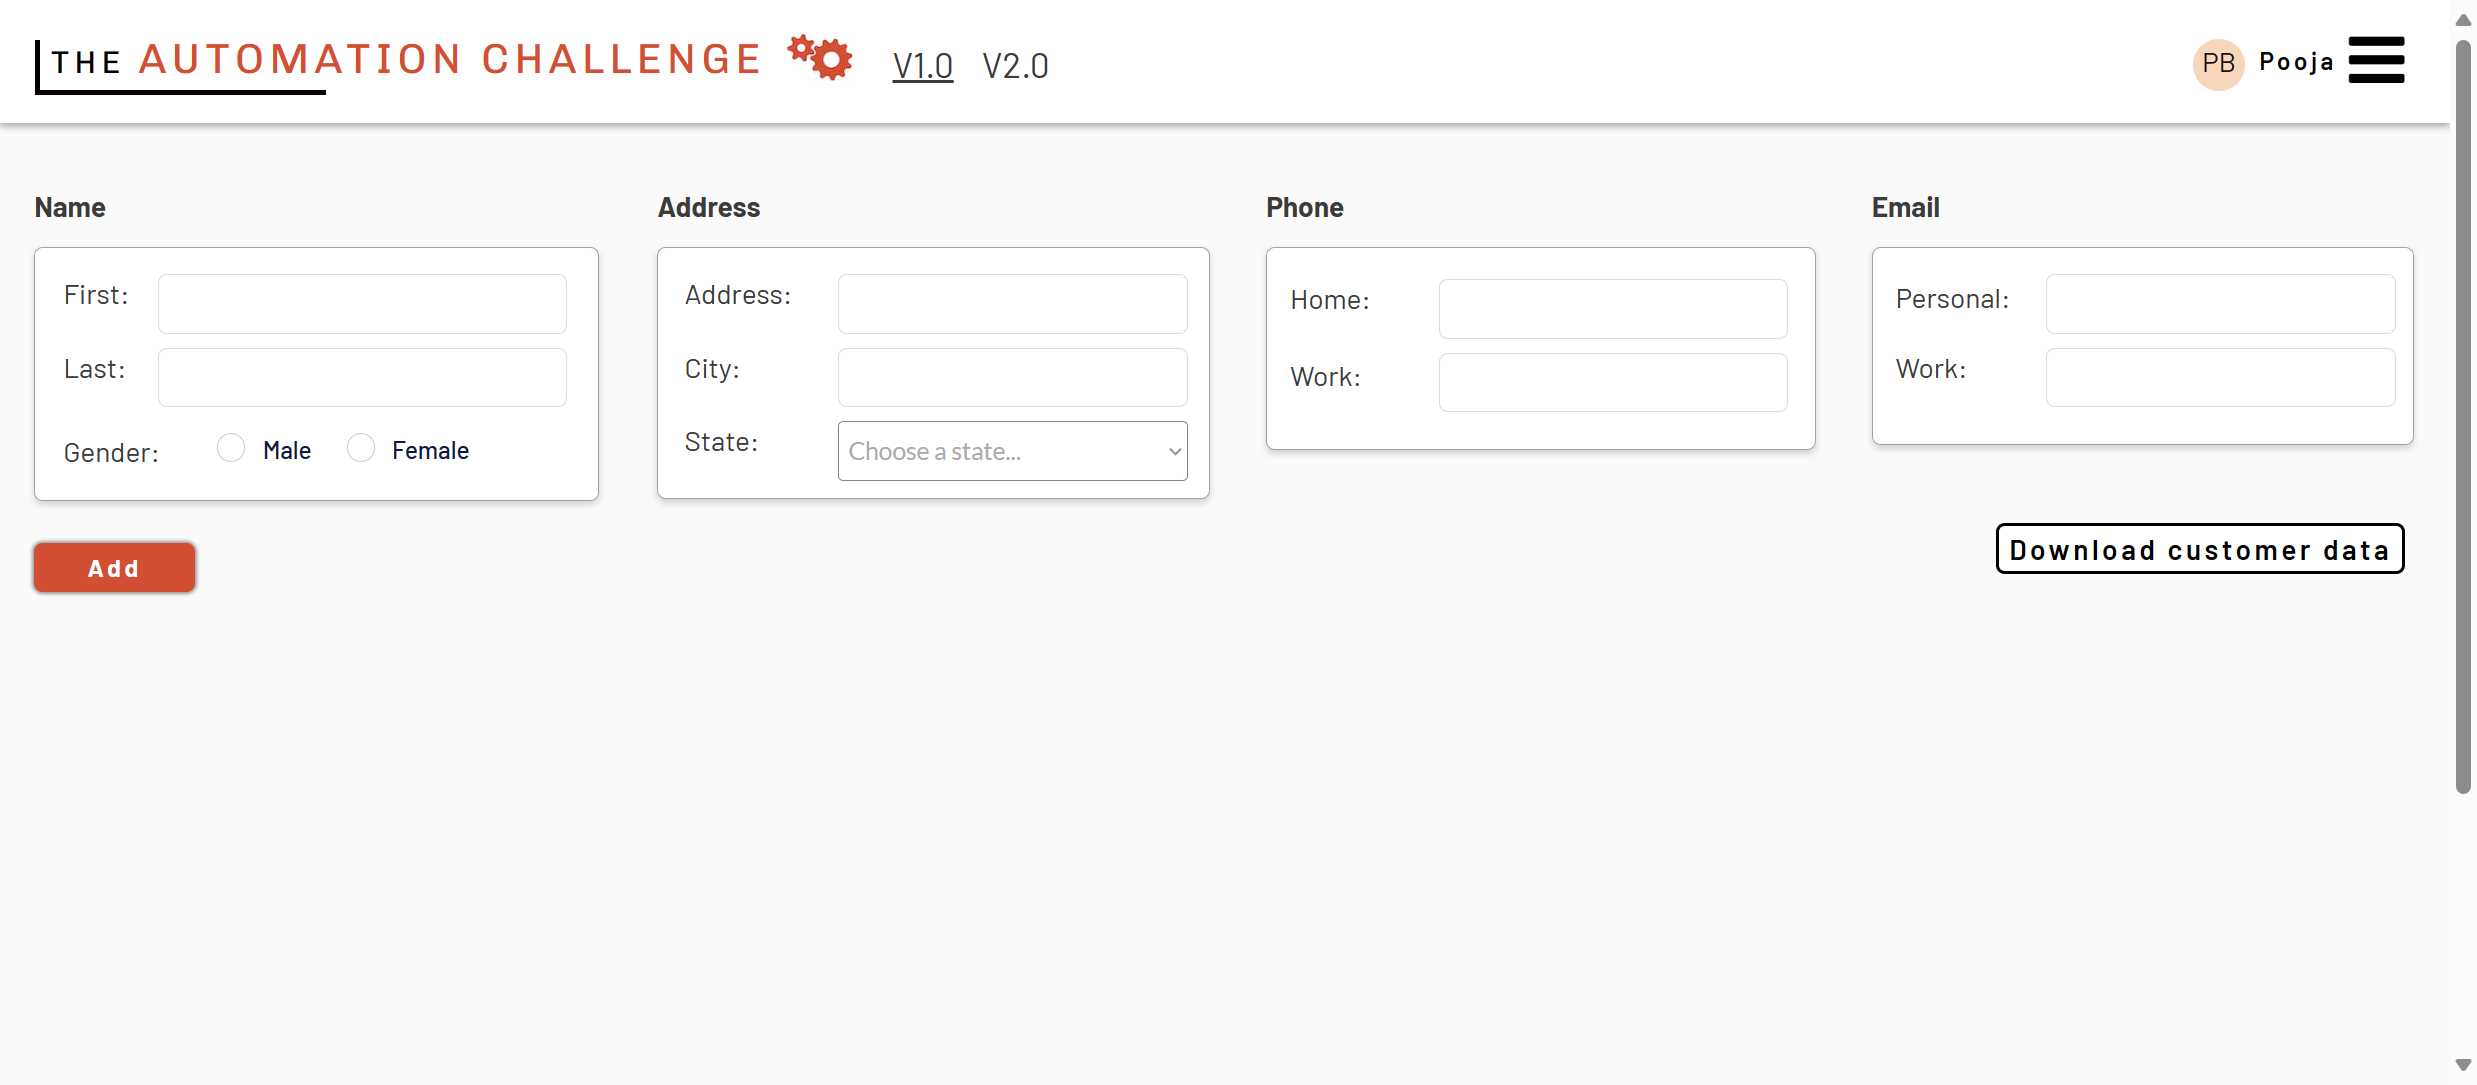 THE AUTOMATION CHALLENGE V1.0 V2.0 PB Pooja
Name
First:
Last:
Gender: Male Female
Address
Address:
City:
State: Choose a state...
Phone
Home:
Work:
Email
Personal:
Work:
Add
Download customer data